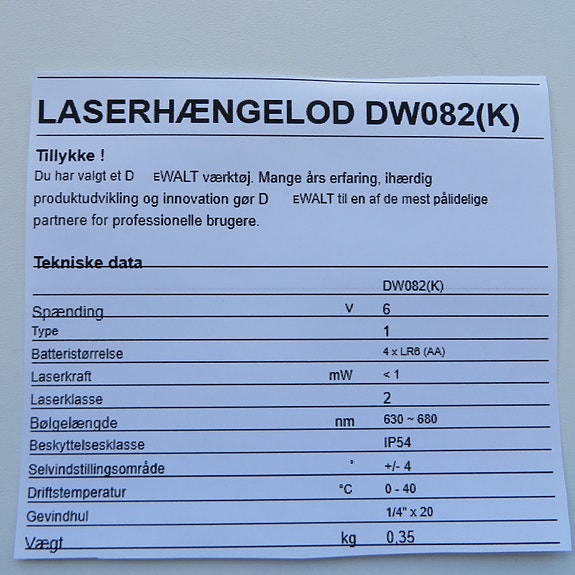 LASERHÆNGELOD DW082(K)
Tillykke !
Du har valgt et D EWALT værktøj. Mange års erfaring, ihærdig
produktudvikling og innovation gør D EWALT til en af de mest pålidelige
partnere for professionelle brugere.
Tekniske data
DW082(K)
Spænding V 6
Type 1
Batteristørrelse 4 x LR6 (AA)
Laserkraft mW < 1
Laserklasse 2
Bølgelængde nm 630 ~ 680
Beskyttelsesklasse IP54
Selvindstillingsområde ° +/- 4
Driftstemperatur °C 0 - 40
Gevindhul 1/4" x 20
Vægt kg 0,35